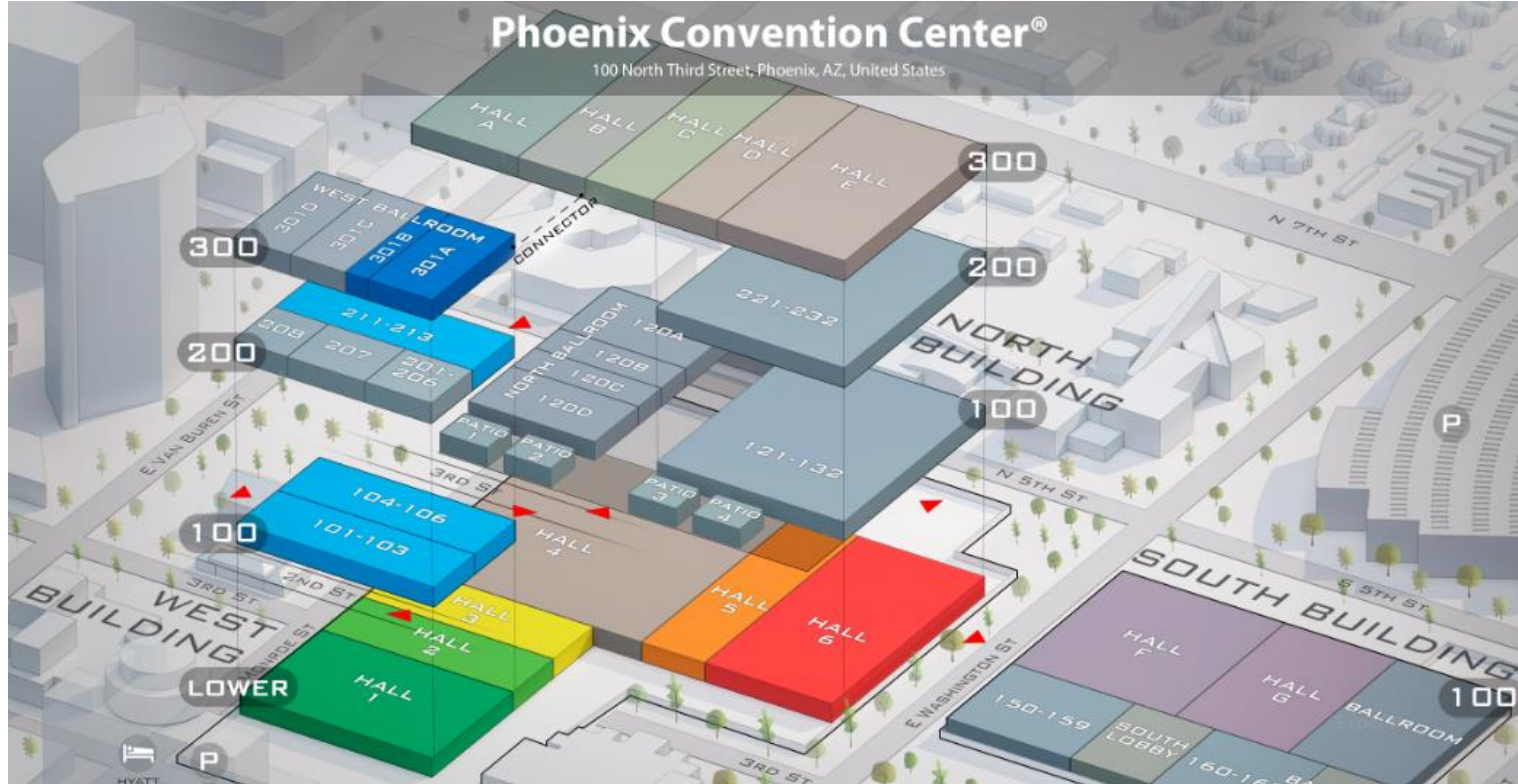 Phoenix Convention Center®
100 North Third Street, Phoenix, AZ, United States
HALL
A
HALL
B
HALL
C
HALL
D
HALL
E
300
N 7TH ST
WEST BALLROOM
301D
301C
301B
301A
CONNECTOR
300
200
221-232
211-213
208
207
201-
206
200
NORTH BALLROOM
120A
120B
120C
120D
NORTH
BUILDING
100
121-132
PATIO
1
PATIO
2
PATIO
3
PATIO
4
P
E VAN BUREN ST
3RD ST
N 5TH ST
104-106
101-103
100
HALL
4
2ND ST
3RD ST
WEST
BUILDING
MONROE ST
HALL
3
HALL
2
HALL
1
LOWER
HALL
5
HALL
6
E WASHINGTON ST
SOUTH BUILDING
S 5TH ST
HALL
F
HALL
G
BALLROOM
100
150-159
SOUTH
LOBBY
3RD ST
HYATT
P